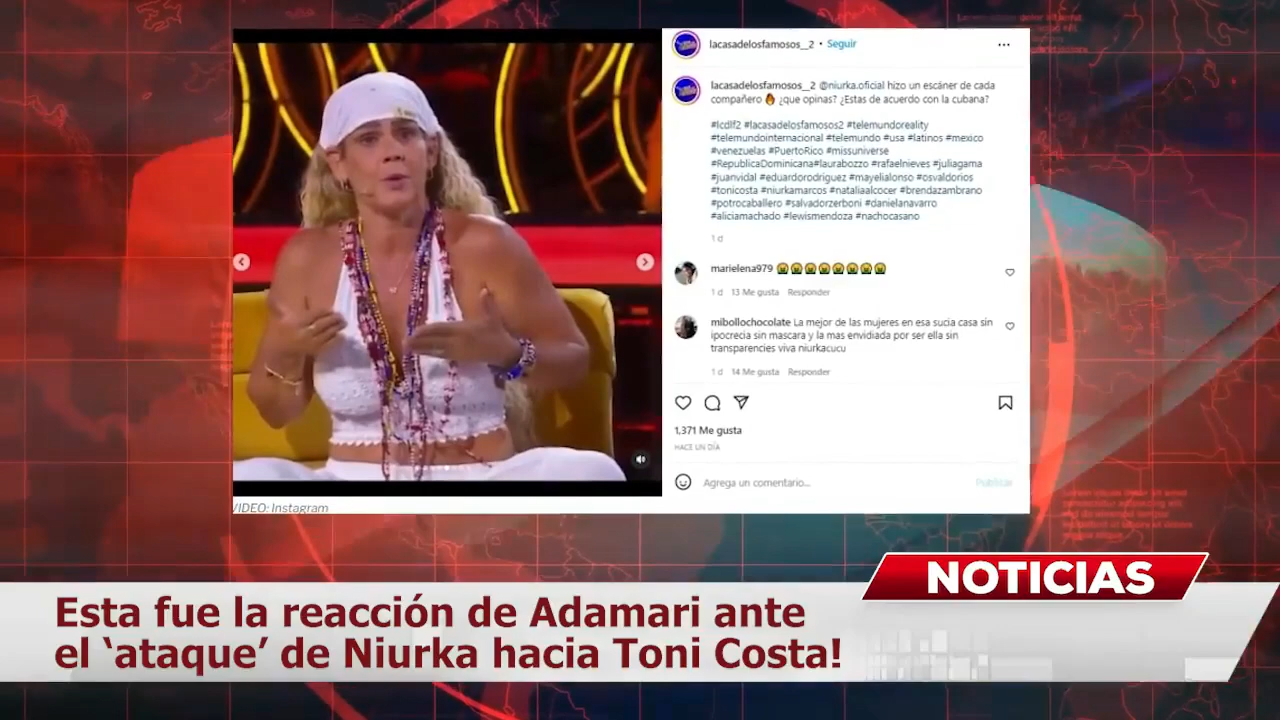 lacasadelosfamosos__2 • Seguir
lacasadelosfamosos__2 @niurka.oficial hizo un escáner de cada
compañero 🔥 ¿que opinas? ¿Estas de acuerdo con la cubana?
#lcdlf2 #lacasadelosfamosos2 #telemundoreality
#telemundointernacional #telemundo #usa #latinos #mexico
#venezuelas #PuertoRico #missuniverse
#RepublicaDominicana#laurabozzo #rafaelnieves #juliagama
#juanvidal #eduardorodriguez #mayelialonso #osvaldorios
#tonicosta #niurkamarcos #nataliaalcocer #brendazambrano
#potrocaballero #salvadorzerboni #danielanavarro
#aliciamachado #lewismendoza #nachocasano
1 d
marielena979 🤮🤮🤮🤮🤮🤮🤮🤮
1 d 13 Me gusta Responder
mibollochocolate La mejor de las mujeres en esa sucia casa sin
ipocrecia sin mascara y la mas envidiada por ser ella sin
transparencies viva niurkacucu
1 d 14 Me gusta Responder
1,371 Me gusta
HACE UN DÍA
Agrega un comentario...
Publicar
VIDEO: Instagram
NOTICIAS
Esta fue la reacción de Adamari ante
el ‘ataque’ de Niurka hacia Toni Costa!